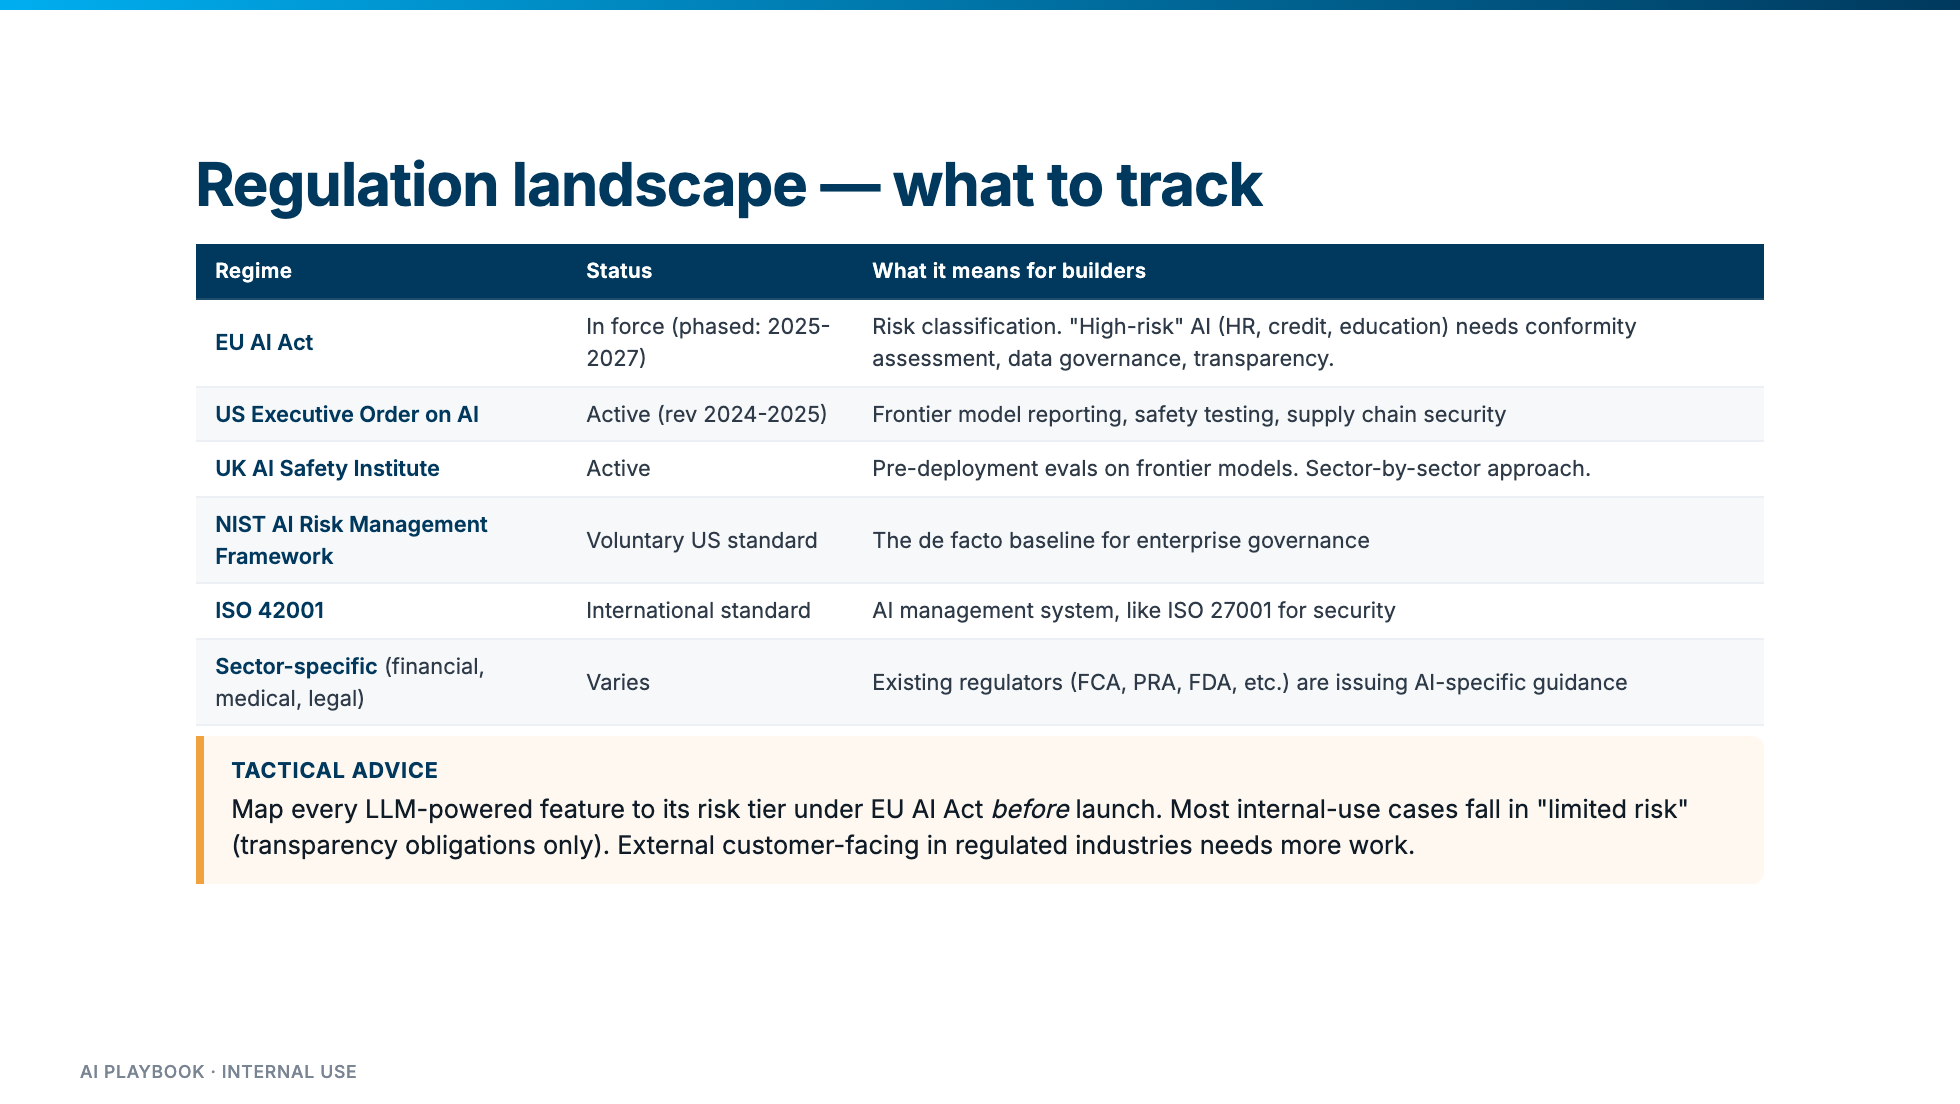 Regulation landscape — what to track
Regime Status What it means for builders
EU AI Act
In force (phased: 2025-
2027)
Risk classification. "High-risk" AI (HR, credit, education) needs conformity
assessment, data governance, transparency.
US Executive Order on AI
Active (rev 2024-2025)
Frontier model reporting, safety testing, supply chain security
UK AI Safety Institute
Active
Pre-deployment evals on frontier models. Sector-by-sector approach.
NIST AI Risk Management
Framework
Voluntary US standard
The de facto baseline for enterprise governance
ISO 42001
International standard
AI management system, like ISO 27001 for security
Sector-specific (financial,
medical, legal)
Varies
Existing regulators (FCA, PRA, FDA, etc.) are issuing AI-specific guidance
TACTICAL ADVICE
Map every LLM-powered feature to its risk tier under EU AI Act before launch. Most internal-use cases fall in "limited risk"
(transparency obligations only). External customer-facing in regulated industries needs more work.
AI PLAYBOOK · INTERNAL USE